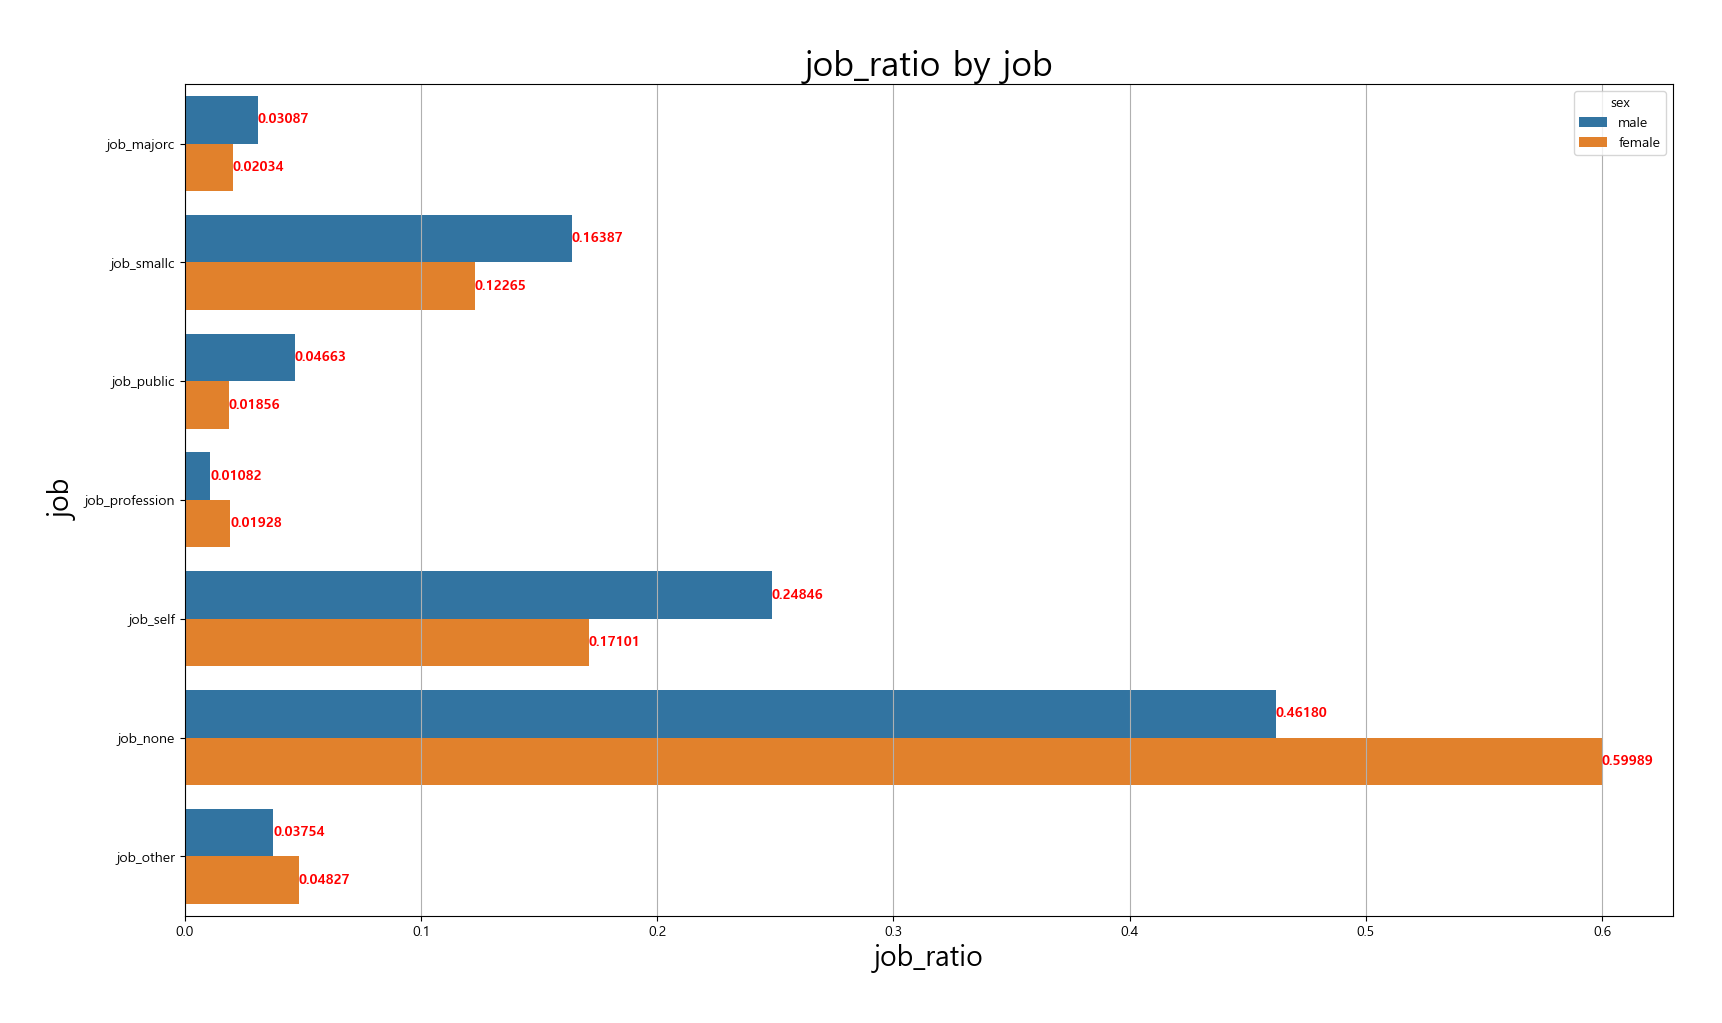 job_ratio by job
sex
male
female
job_majorc
0.03087
0.02034
job_smallc
0.16387
0.12265
job_public
0.04663
0.01856
job_profession
0.01082
0.01928
job_self
0.24846
0.17101
job_none
0.46180
0.59989
job_other
0.03754
0.04827
job
0.0 0.1 0.2 0.3 0.4 0.5 0.6
job_ratio